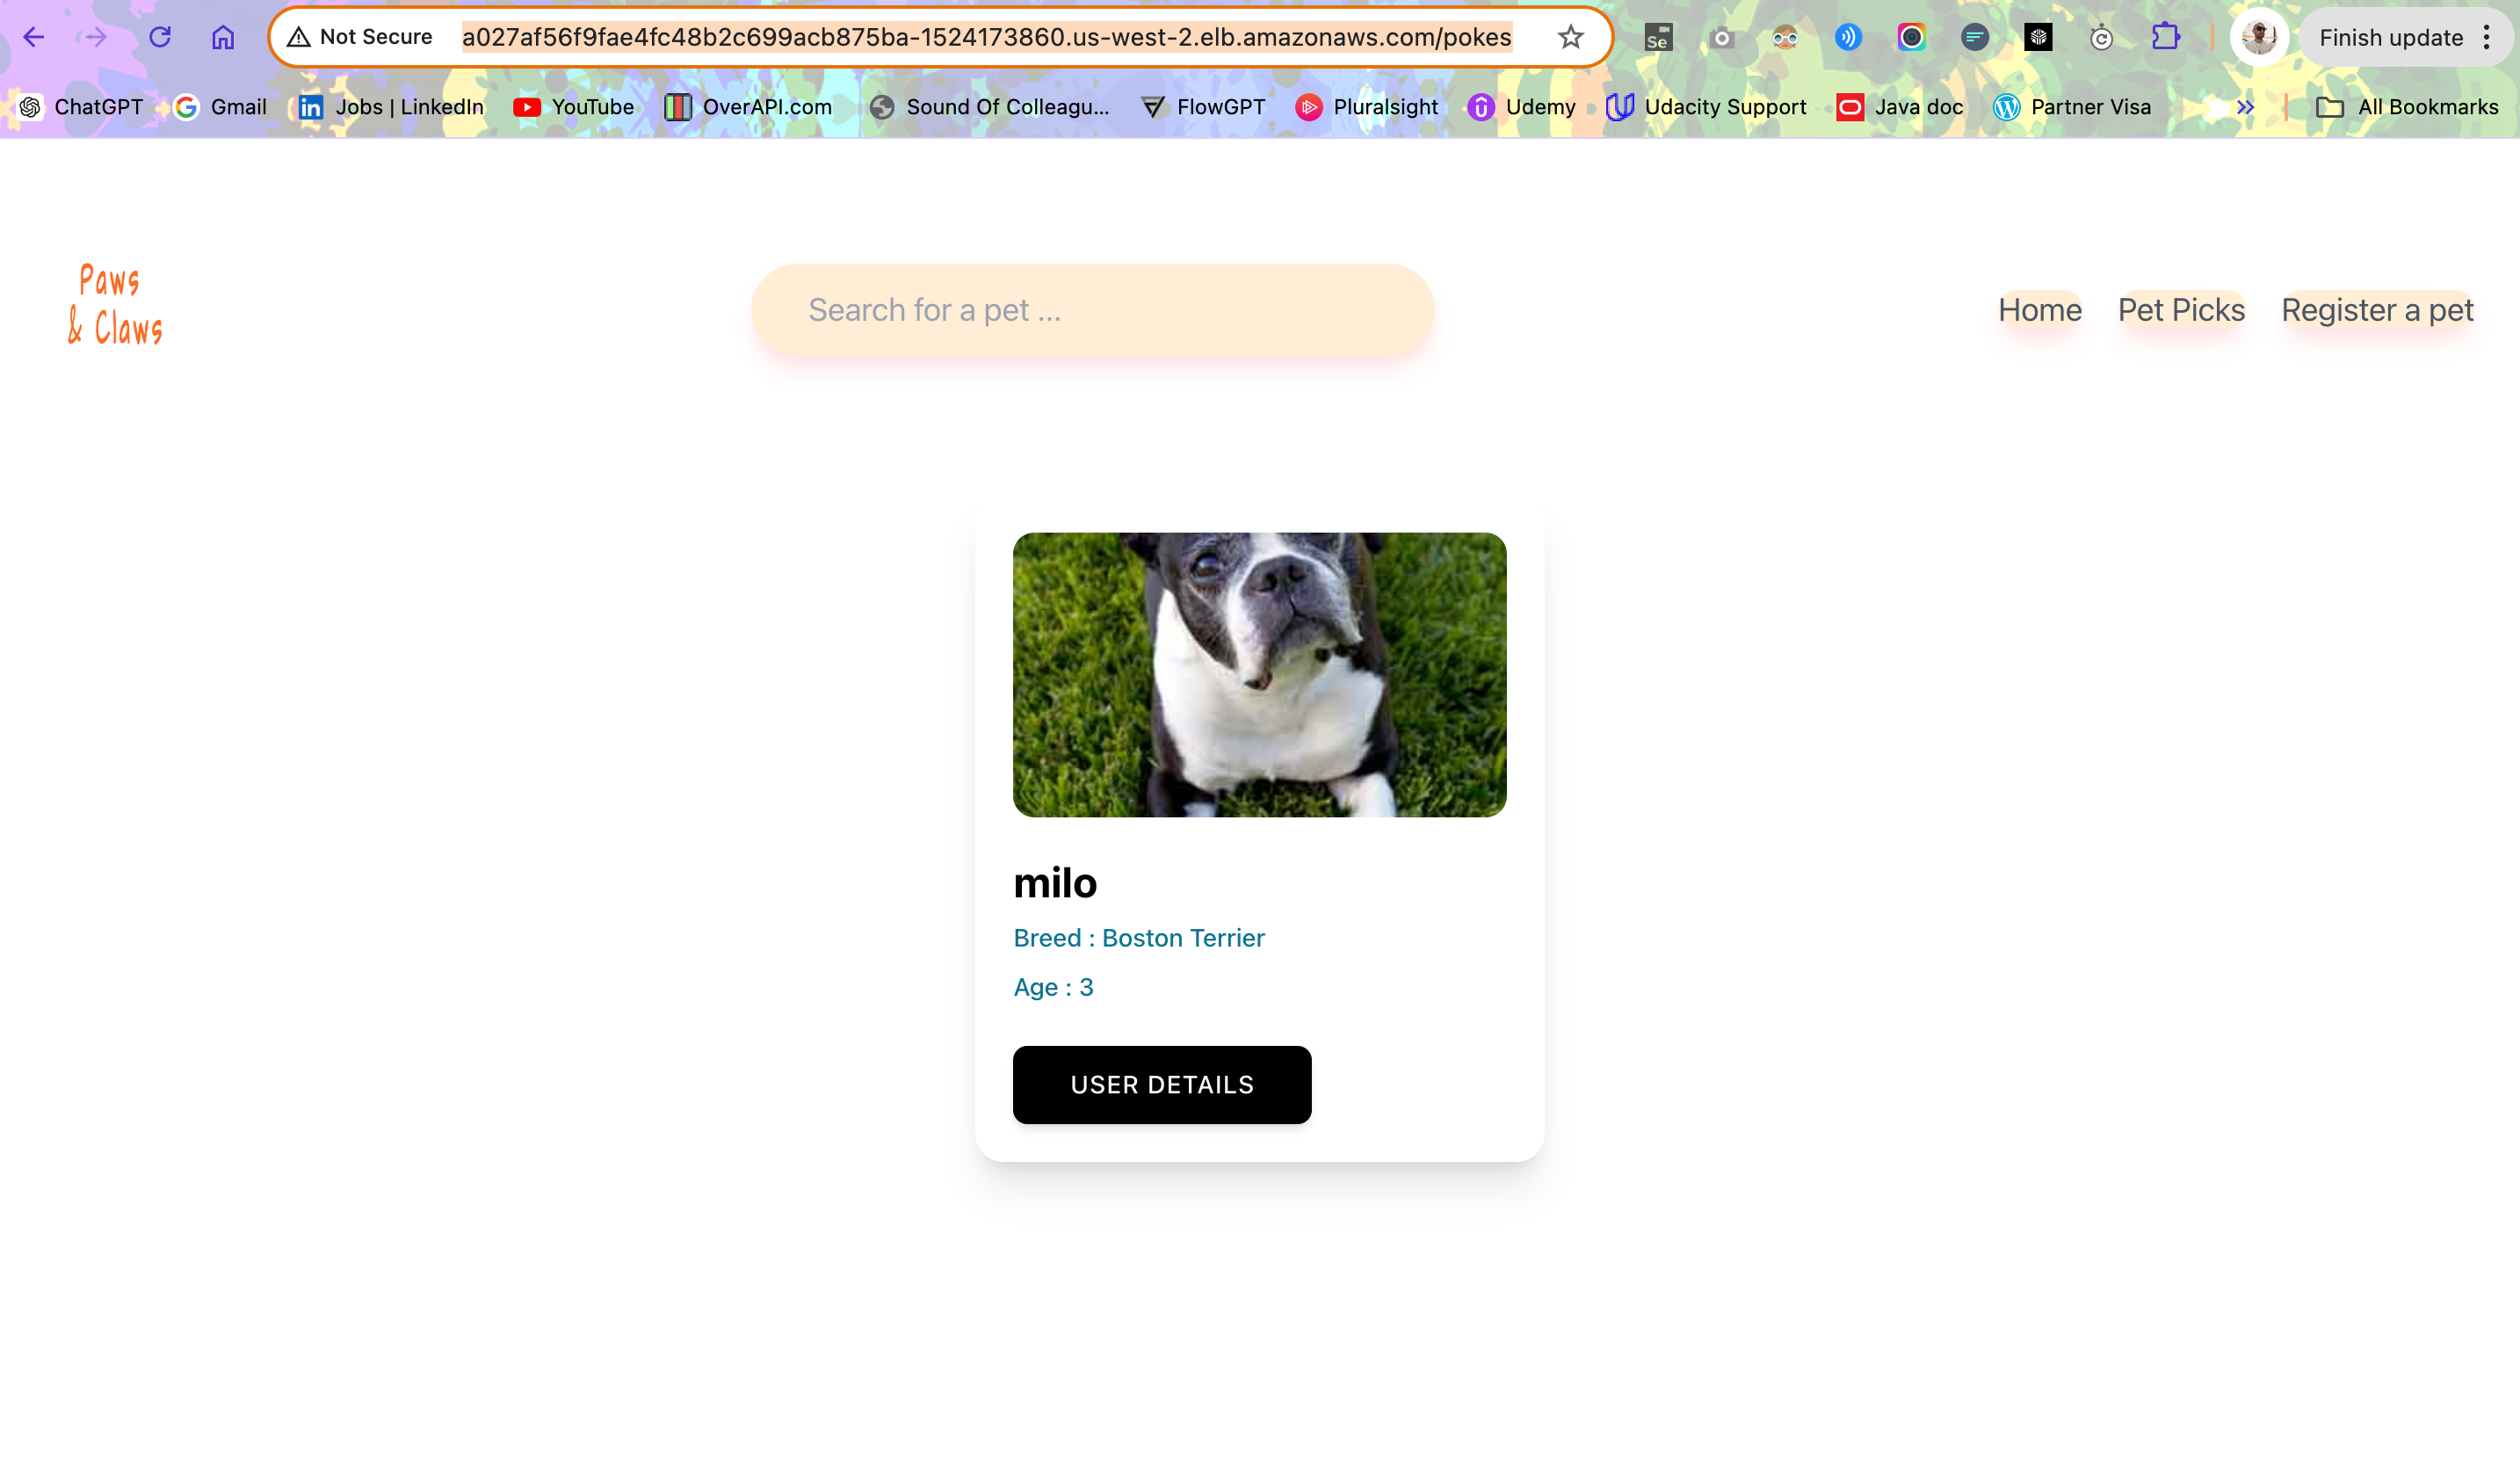 Not Secure a027af56f9fae4fc48b2c699acb875ba-1524173860.us-west-2.elb.amazonaws.com/pokes Se Finish update
ChatGPT Gmail Jobs | LinkedIn YouTube OverAPI.com Sound Of Colleagu... FlowGPT Pluralsight Udemy Udacity Support Java doc Partner Visa All Bookmarks
Paws
& Claws
Search for a pet ...
Home Pet Picks Register a pet
milo
Breed : Boston Terrier
Age : 3
USER DETAILS